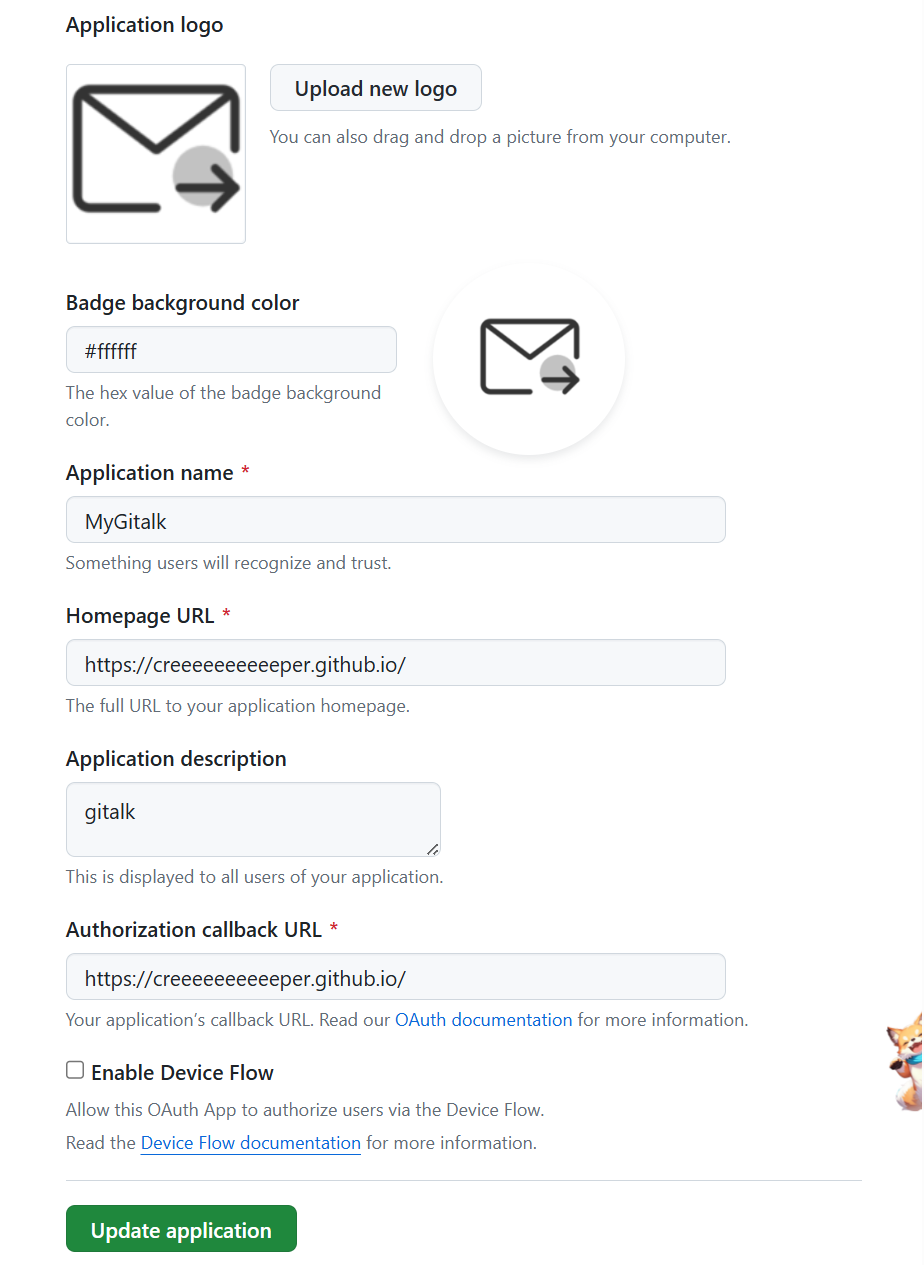 Application logo
Upload new logo
You can also drag and drop a picture from your computer.
Badge background color
#ffffff
The hex value of the badge background
color.
Application name *
MyGitalk
Something users will recognize and trust.
Homepage URL *
https://creeeeeeeeeeper.github.io/
The full URL to your application homepage.
Application description
gitalk
This is displayed to all users of your application.
Authorization callback URL *
https://creeeeeeeeeeper.github.io/
Your application’s callback URL. Read our OAuth documentation for more information.
Enable Device Flow
Allow this OAuth App to authorize users via the Device Flow.
Read the Device Flow documentation for more information.
Update application